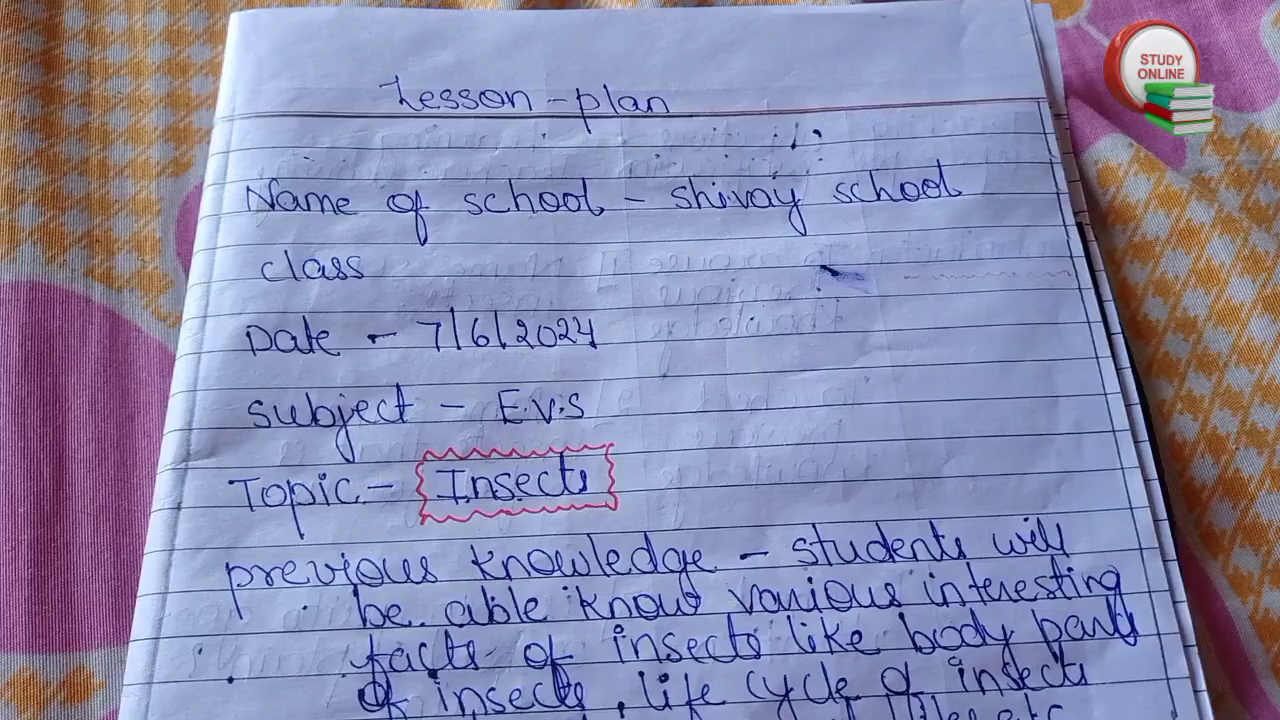 STUDY
ONLINE
Lesson-plan
Name of school - Shivay school
class
Date - 7/6/2024
Subject - E.V.S
Topic - Insects
previous knowledge - students will
be able know various interesting
facts of insects like body parts
of insects, life cycle of insects
etc